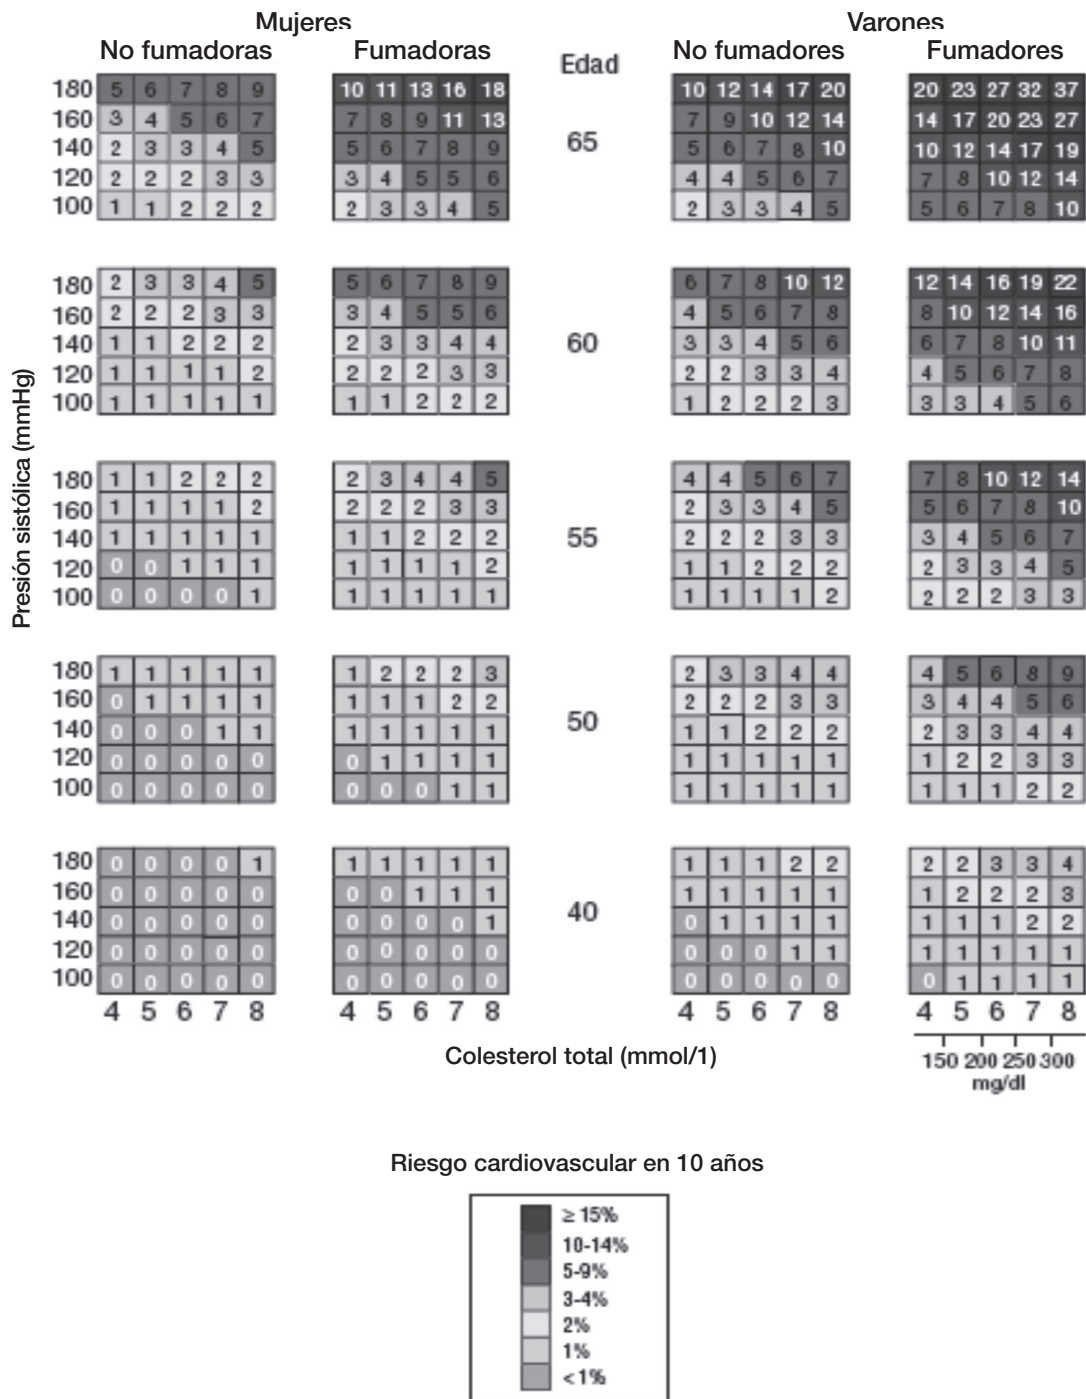 Mujeres Varones
No fumadoras Fumadoras Edad No fumadores Fumadores
180 5 6 7 8 9 10 11 13 16 18 10 12 14 17 20 20 23 27 32 37
160 3 4 5 6 7 7 8 9 11 13 7 9 10 12 14 14 17 20 23 27
140 2 3 3 4 5 5 6 7 8 9 65 5 6 7 8 10 10 12 14 17 19
120 2 2 2 3 3 3 4 5 5 6 4 4 5 6 7 7 8 10 12 14
100 1 1 2 2 2 2 3 3 4 5 2 3 3 4 5 5 6 7 8 10
180 2 3 3 4 5 5 6 7 8 9 6 7 8 10 12 12 14 16 19 22
160 2 2 2 3 3 3 4 5 5 6 4 5 6 7 8 8 10 12 14 16
140 1 1 2 2 2 2 3 3 4 4 60 3 3 4 5 6 6 7 8 10 11
120 1 1 1 1 2 2 2 2 3 3 2 2 3 3 4 4 5 6 7 8
100 1 1 1 1 1 1 1 2 2 2 1 2 2 2 3 3 3 4 5 6
Presión sistólica (mmHg)
180 1 1 2 2 2 2 3 4 4 5 4 4 5 6 7 7 8 10 12 14
160 1 1 1 1 2 2 2 2 3 3 2 3 3 4 5 5 6 7 8 10
140 1 1 1 1 1 1 1 2 2 2 55 2 2 2 3 3 3 4 5 6 7
120 0 0 1 1 1 1 1 1 1 2 1 1 2 2 2 2 3 3 4 5
100 0 0 0 0 1 1 1 1 1 1 1 1 1 1 2 2 2 2 3 3
180 1 1 1 1 1 1 2 2 2 3 2 3 3 4 4 4 5 6 8 9
160 0 1 1 1 1 1 1 1 2 2 2 2 2 3 3 3 4 4 5 6
140 0 0 0 1 1 1 1 1 1 1 50 1 1 2 2 2 2 3 3 4 4
120 0 0 0 0 0 0 1 1 1 1 1 1 1 1 1 1 2 2 3 3
100 0 0 0 0 0 0 0 0 1 1 1 1 1 1 1 1 1 1 2 2
180 0 0 0 0 1 1 1 1 1 1 1 1 1 2 2 2 2 3 3 4
160 0 0 0 0 0 0 0 1 1 1 1 1 1 1 1 1 2 2 2 3
140 0 0 0 0 0 0 0 0 0 1 40 0 1 1 1 1 1 1 1 2 2
120 0 0 0 0 0 0 0 0 0 0 0 0 0 1 1 1 1 1 1 1
100 0 0 0 0 0 0 0 0 0 0 0 0 0 0 0 0 1 1 1 1
4 5 6 7 8 4 5 6 7 8 4 5 6 7 8 4 5 6 7 8
Colesterol total (mmol/1)
150 200 250 300
mg/dl
Riesgo cardiovascular en 10 años
≥ 15%
10-14%
5-9%
3-4%
2%
1%
<1%